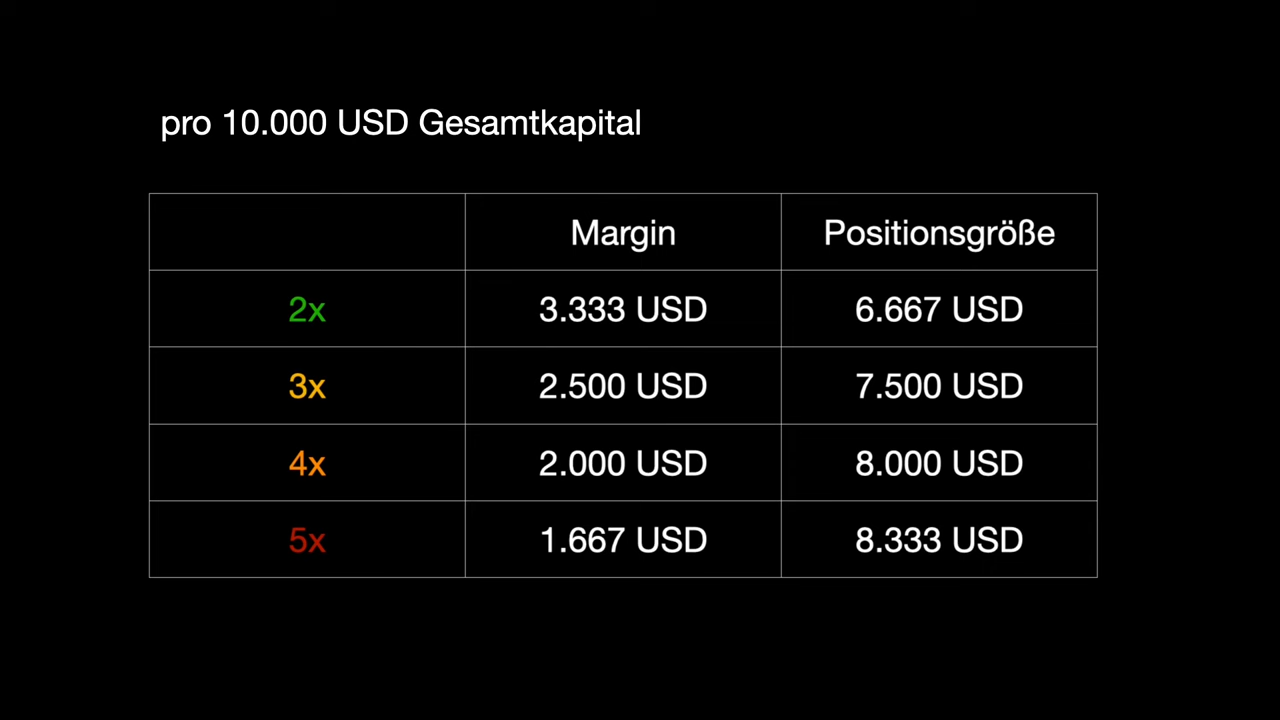 pro 10.000 USD Gesamtkapital
Margin Positionsgröße
2x 3.333 USD 6.667 USD
3x 2.500 USD 7.500 USD
4x 2.000 USD 8.000 USD
5x 1.667 USD 8.333 USD